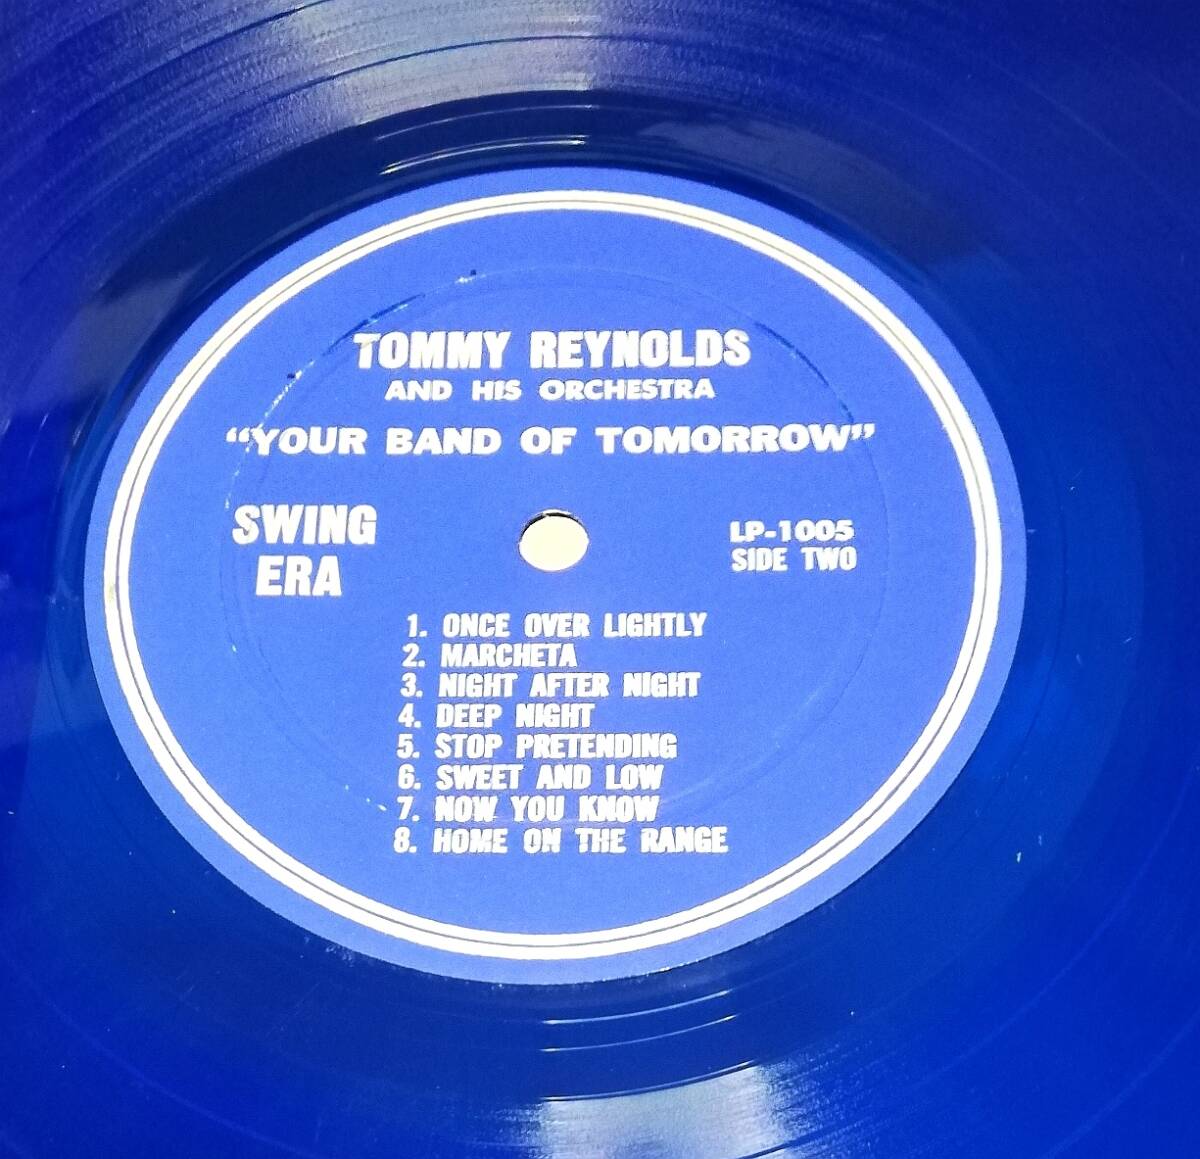 TOMMY REYNOLDS
AND HIS ORCHESTRA
"YOUR BAND OF TOMORROW"
SWING
ERA
LP-1005
SIDE TWO
1. ONCE OVER LIGHTLY
2. MARCHETA
3. NIGHT AFTER NIGHT
4. DEEP NIGHT
5. STOP PRETENDING
6. SWEET AND LOW
7. NOW YOU KNOW
8. HOME ON THE RANGE